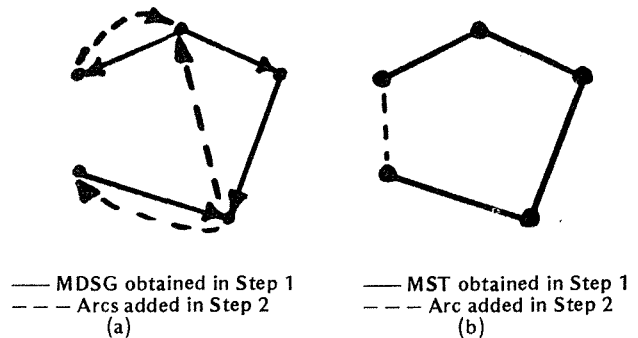 —— MDSG obtained in Step 1
– – – Arcs added in Step 2
(a)
—— MST obtained in Step 1
– – – Arc added in Step 2
(b)